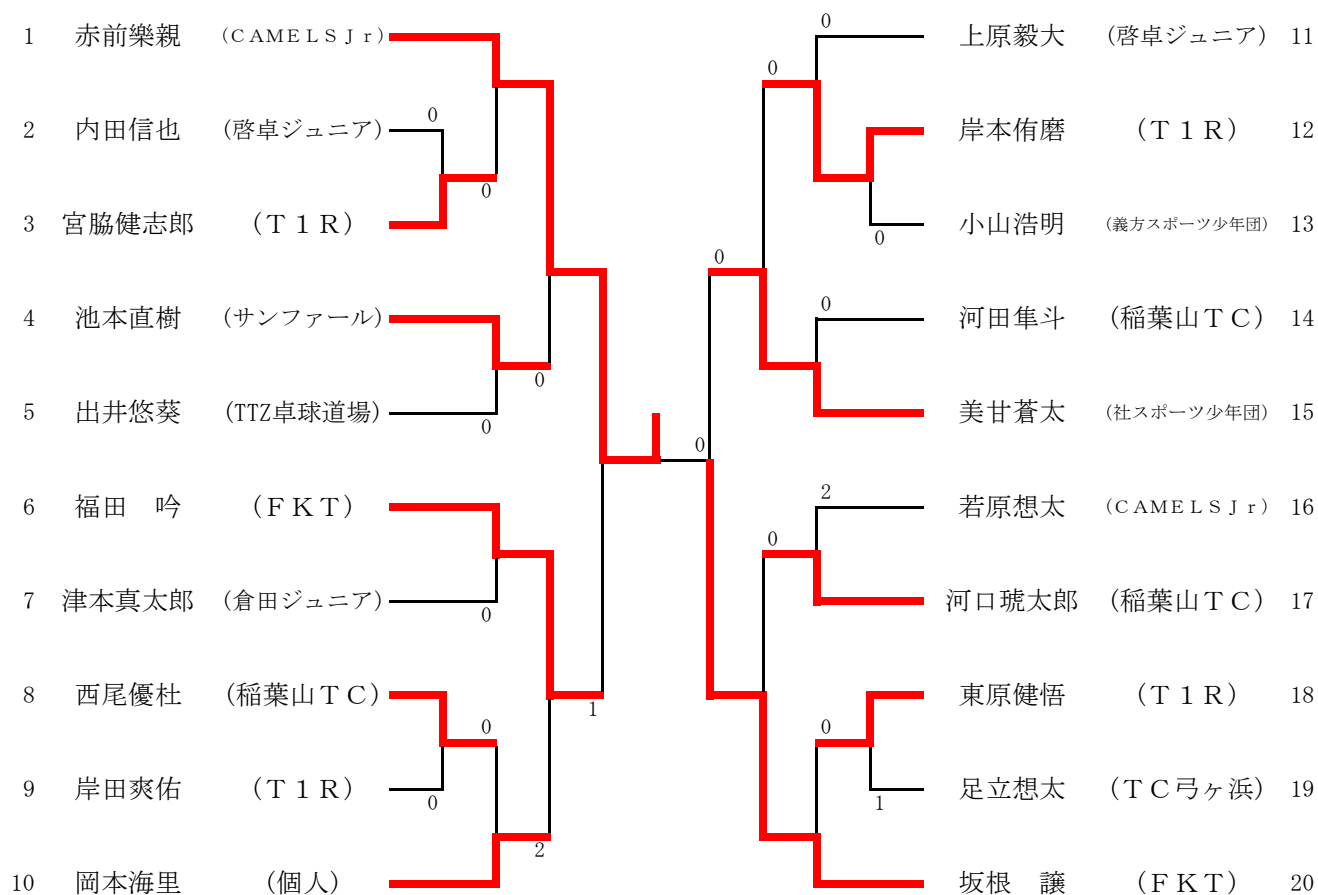 1 赤前樂親 (CAMELSJr)
0
2 内田信也 (啓卓ジュニア)
0
3 宮脇健志郎 (T1R)
4 池本直樹 (サンファール)
0
5 出井悠葵 (TTZ卓球道場)
0
6 福田 吟 (FKT)
7 津本真太郎 (倉田ジュニア)
0
8 西尾優杜 (稲葉山TC)
1
0
9 岸田爽佑 (T1R)
0
2
10 岡本海里 (個人)
0
上原毅大 (啓卓ジュニア) 11
0
岸本侑磨 (T1R) 12
小山浩明 (義方スポーツ少年団) 13
0
0
0
河田隼斗 (稲葉山TC) 14
美甘蒼太 (社スポーツ少年団) 15
0
2
若原想太 (CAMELSJr) 16
0
河口琥太郎 (稲葉山TC) 17
東原健悟 (T1R) 18
0
足立想太 (TC弓ヶ浜) 19
1
坂根 譲 (FKT) 20